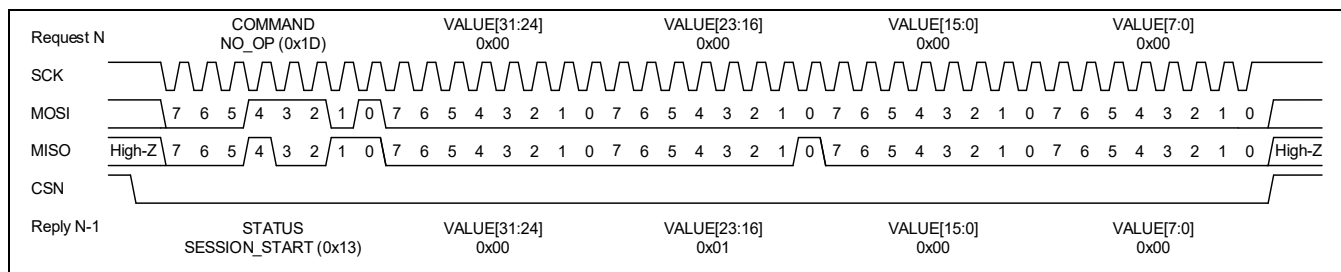 Request N COMMAND VALUE[31:24] VALUE[23:16] VALUE[15:0] VALUE[7:0]
NO_OP (0x1D) 0x00 0x00 0x00 0x00
SCK
MOSI 7 6 5 4 3 2 1 0 7 6 5 4 3 2 1 0 7 6 5 4 3 2 1 0 7 6 5 4 3 2 1 0 7 6 5 4 3 2 1 0
MISO High-Z 7 6 5 4 3 2 1 0 7 6 5 4 3 2 1 0 7 6 5 4 3 2 1 0 7 6 5 4 3 2 1 0 7 6 5 4 3 2 1 0 High-Z
CSN
Reply N-1 STATUS VALUE[31:24] VALUE[23:16] VALUE[15:0] VALUE[7:0]
SESSION_START (0x13) 0x00 0x01 0x00 0x00